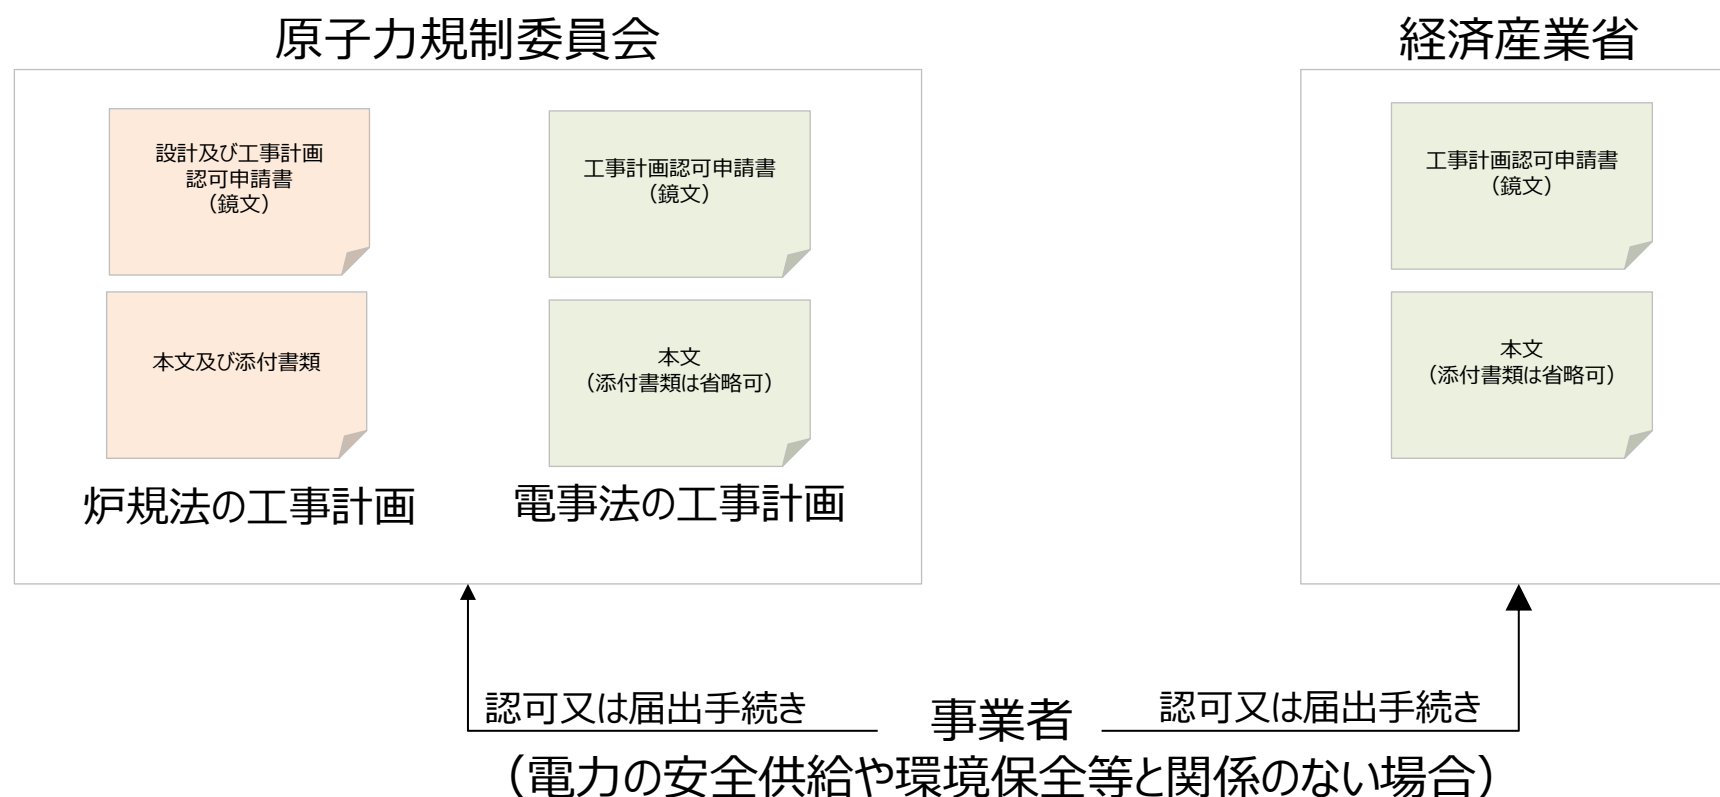 原子力規制委員会
経済産業省
設計及び工事計画
認可申請書
（鏡文）
工事計画認可申請書
（鏡文）
工事計画認可申請書
（鏡文）
本文及び添付書類
本文
（添付書類は省略可）
本文
（添付書類は省略可）
炉規法の工事計画
電事法の工事計画
認可又は届出手続き
事業者
認可又は届出手続き
（電力の安全供給や環境保全等と関係のない場合）